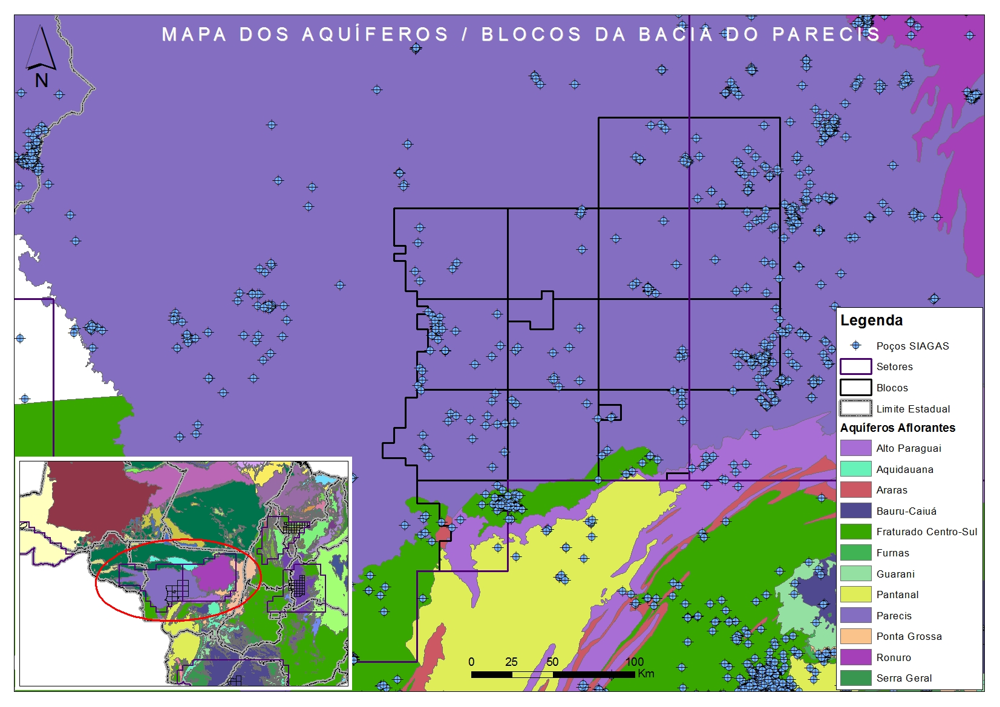 MAPA DOS AQUÍFEROS / BLOCOS DA BACIA DO PARECIS
N
Legenda
Poços SIAGAS
Setores
Blocos
Limite Estadual
Aquíferos Aflorantes
Alto Paraguai
Aquidauana
Araras
Bauru-Caiuá
Fraturado Centro-Sul
Furnas
Guarani
Pantanal
Parecis
Ponta Grossa
Ronuro
Serra Geral
0 25 50 100
Km